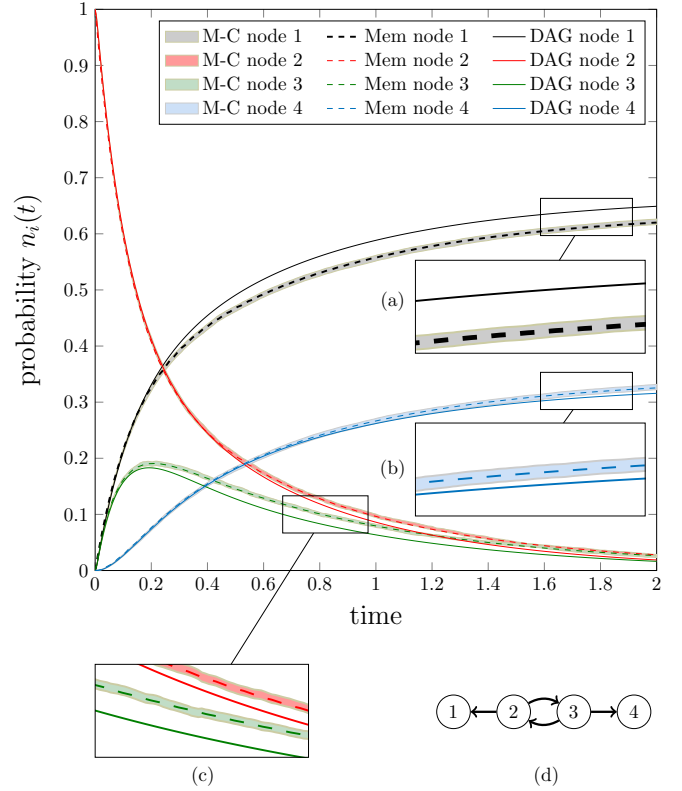 1
M-C node 1 Mem node 1 DAG node 1
M-C node 2 Mem node 2 DAG node 2
M-C node 3 Mem node 3 DAG node 3
M-C node 4 Mem node 4 DAG node 4
0.9
0.8
0.7
0.6
0.5
0.4
0.3
0.2
0.1
0
probability n_i(t)
(a)
(b)
0 0.2 0.4 0.6 0.8 1 1.2 1.4 1.6 1.8 2
time
1 2 3 4
(c) (d)